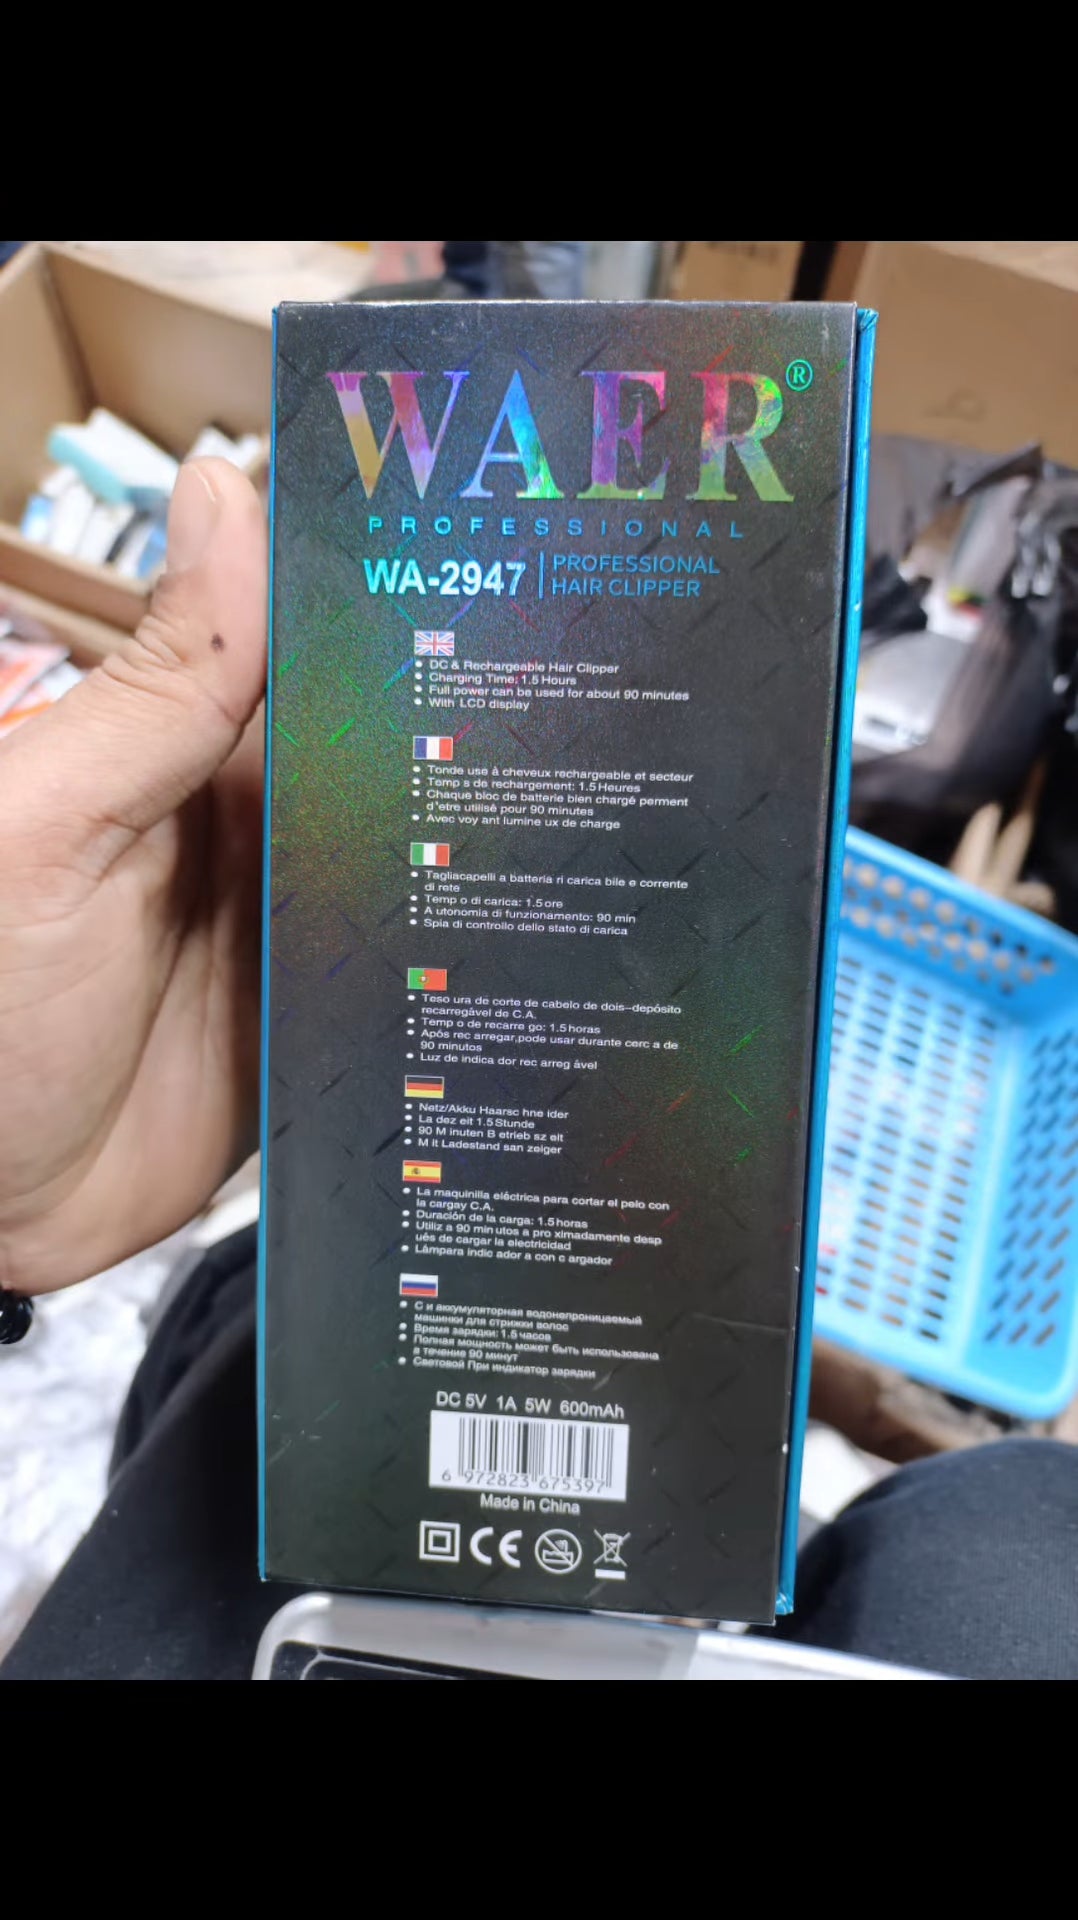 WAER®
PROFESSIONAL
WA-2947 | PROFESSIONAL
HAIR CLIPPER
DC & Rechargeable Hair Clipper
Charging Time: 1.5 Hours
Full power can be used for about 90 minutes
With LCD display
Tonde use à cheveux rechargeable et secteur
Temp s de rechargement: 1.5 Heures
Chaque bloc de batterie bien chargé perment
d'etre utilisé pour 90 minutes
Avec voy ant lumine ux de charge
Tagliacapelli a batteria ri carica bile e corrente
di rete
Temp o di carica: 1.5 ore
A utonomia di funzionamento: 90 min
Spia di controllo dello stato di carica
Teso ura de corte de cabelo de dois-depósito
recarregável de C.A.
Temp o de recarre go: 1.5 horas
Após rec arregar,pode usar durante cerc a de
90 minutos
Luz de indica dor rec arreg ável
Netz/Akku Haarsc hne ider
La dez eit 1.5 Stunde
90 M inuten B etrieb sz eit
M it Ladestand san zeiger
La maquinilla eléctrica para cortar el pelo con
la cargay C.A.
Duración de la carga: 1.5 horas
Utiliz a 90 min utos a pro ximadamente desp
ués de cargar la electricidad
Lámpara indic ador a con c argador
С и аккумуляторная водонепроницаемый
машинки для стрижки волос
Время зарядки: 1.5 часов
Полная мощность может быть использована
в течение 90 минут
Световой При индикатор зарядки
DC 5V 1A 5W 600mAh
6 972823 675397
Made in China
CE